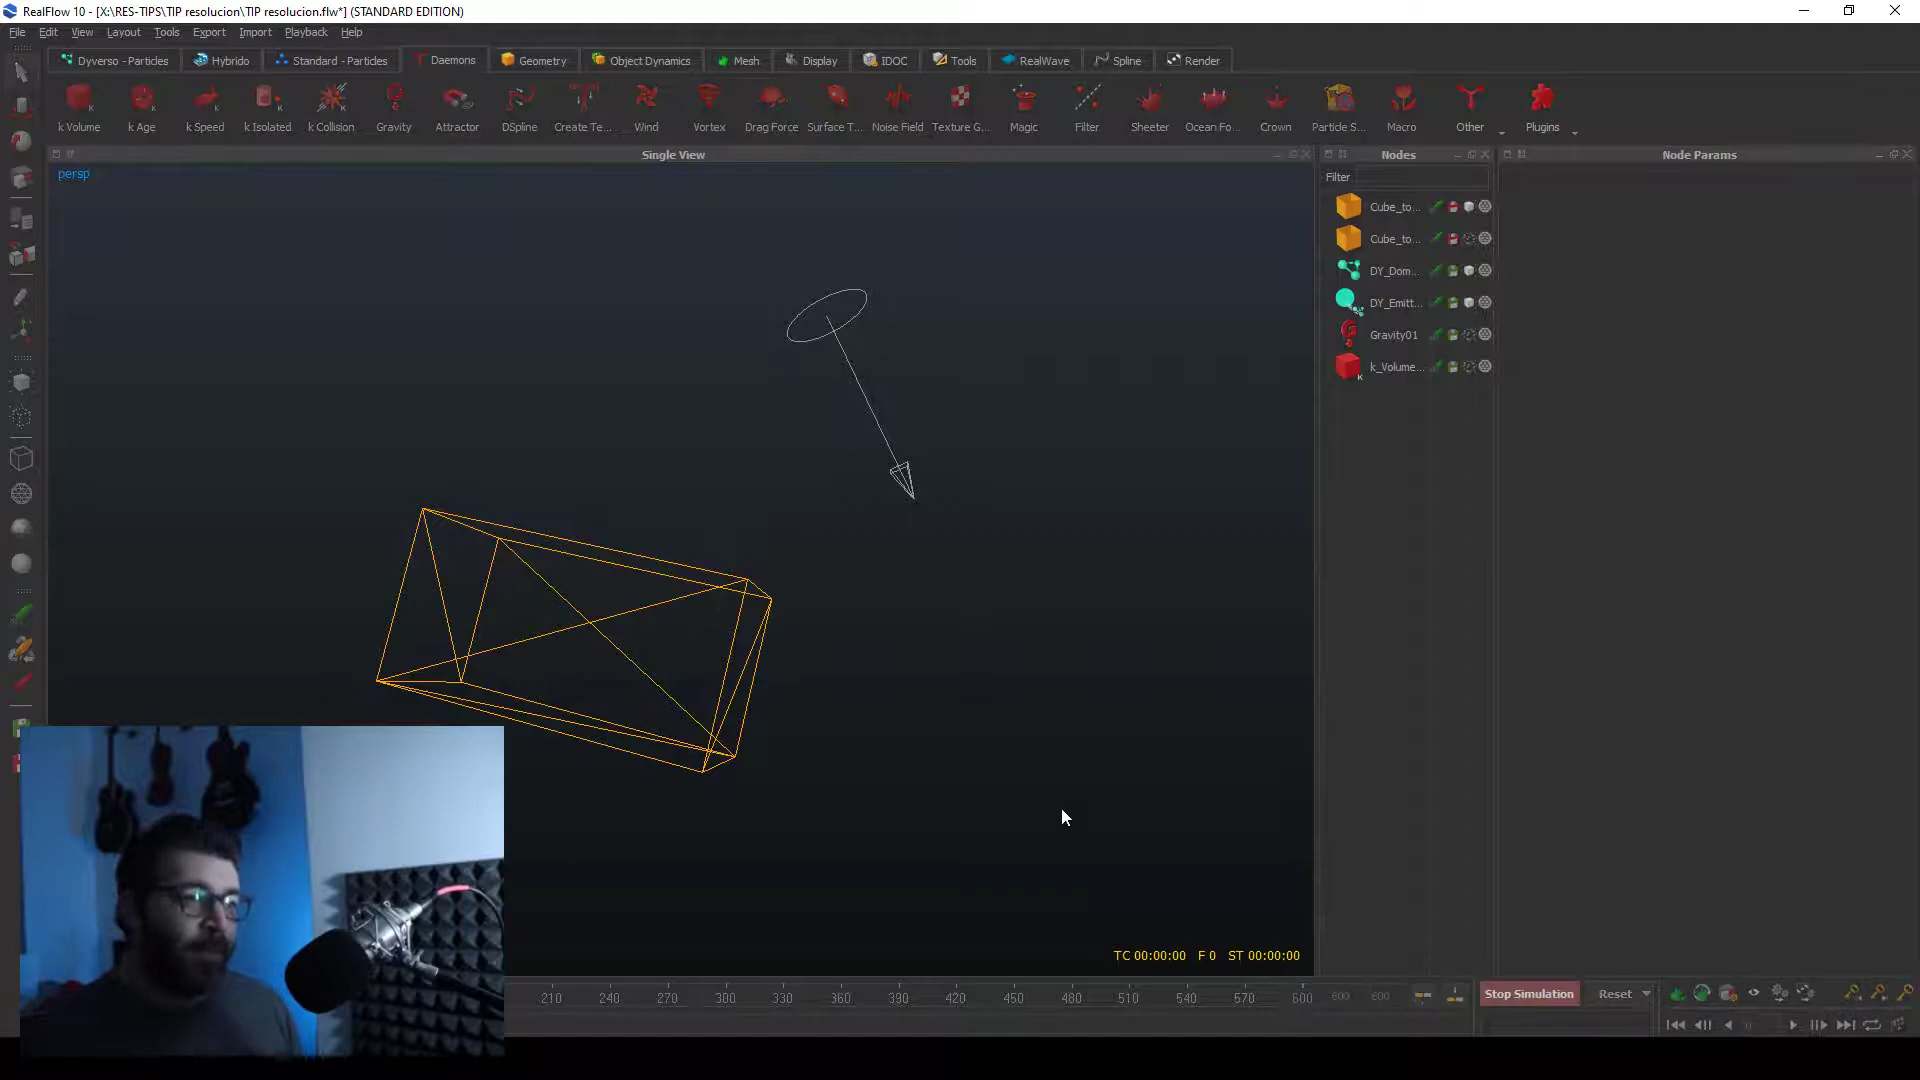 RealFlow 10 - [X:\RES-TIPS\TIP resolucion\TIP resolucion.flw*] (STANDARD EDITION)
File Edit View Layout Tools Export Import Playback Help
Dyverso - Particles Hybrido Standard - Particles Daemons Geometry Object Dynamics Mesh Display IDOC Tools RealWave Spline Render
k Volume k Age k Speed k Isolated k Collision Gravity Attractor DSpline Create Te... Wind Vortex Drag Force Surface T... Noise Field Texture G... Magic Filter Sheeter Ocean Fo... Crown Particle S... Macro Other Plugins
Single View Nodes Node Params
persp
Filter
Cube_to...
Cube_to...
DY_Dom...
DY_Emitt...
Gravity01
k_Volume...
TC 00:00:00 F 0 ST 00:00:00
210 240 270 300 330 360 390 420 450 480 510 540 570 600 600 600
Stop Simulation Reset